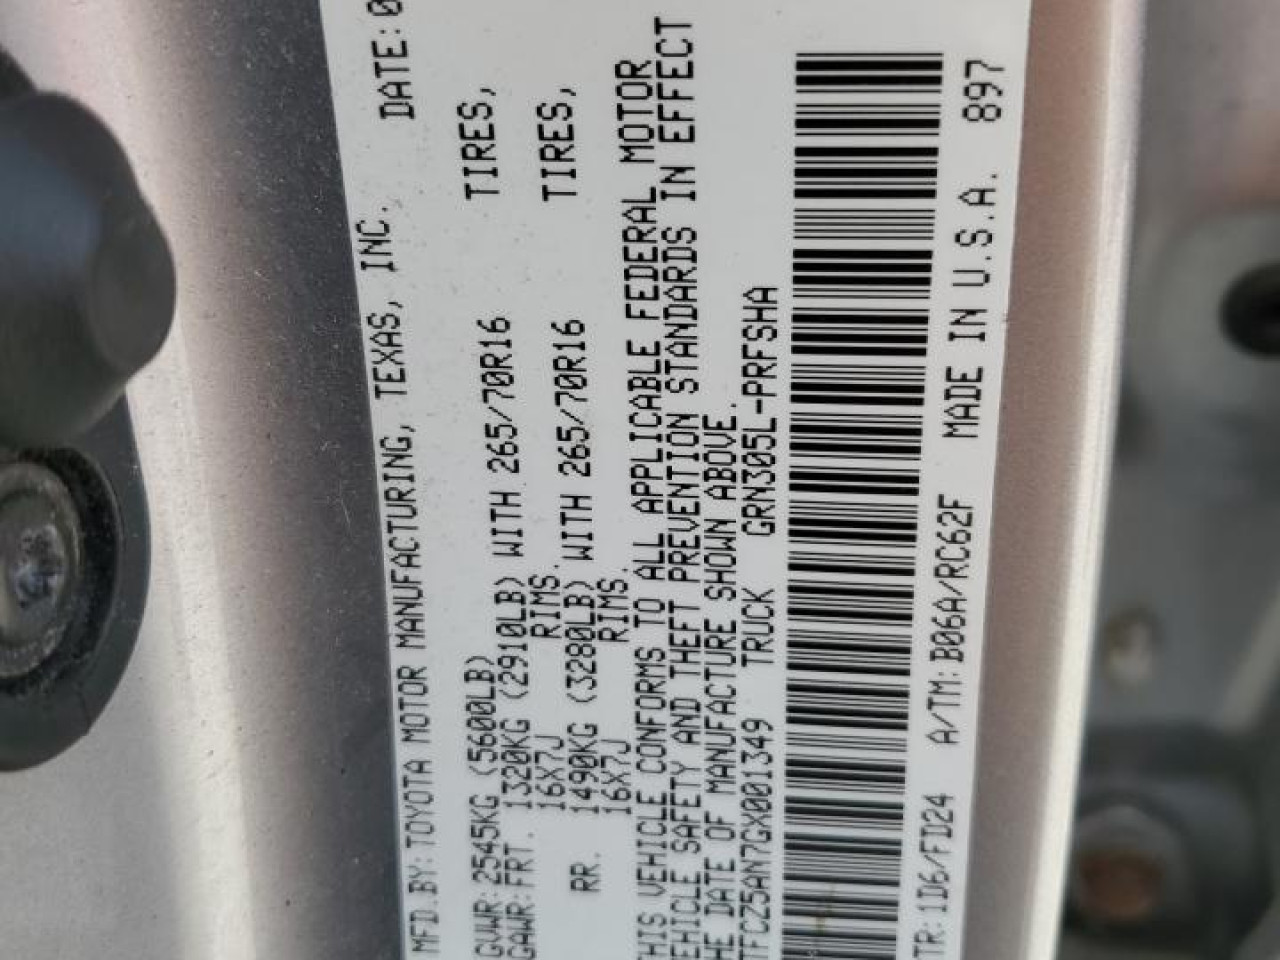 MFD.BY: TOYOTA MOTOR MANUFACTURING, TEXAS, INC. DATE: 0
GVWR: 2545KG (5600LB)
GAWR: FRT. 1320KG (2910LB) WITH 265/70R16 TIRES,
16X7J RIMS.
RR. 1490KG (3280LB) WITH 265/70R16 TIRES,
16X7J RIMS.
THIS VEHICLE CONFORMS TO ALL APPLICABLE FEDERAL MOTOR
EHICLE SAFETY AND THEFT PREVENTION STANDARDS IN EFFECT
HE DATE OF MANUFACTURE SHOWN ABOVE.
TFCZ5AN7GX001349 TRUCK GRN305L-PRFSHA
TR: 1D6/FD24 A/TM: B06A/RC62F MADE IN U.S.A. 897